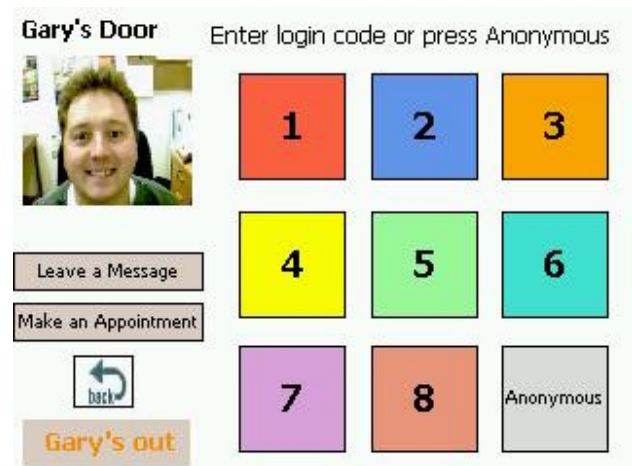 Gary's Door
Enter login code or press Anonymous
1 2 3
Leave a Message
4 5 6
Make an Appointment
back
7 8 Anonymous
Gary's out